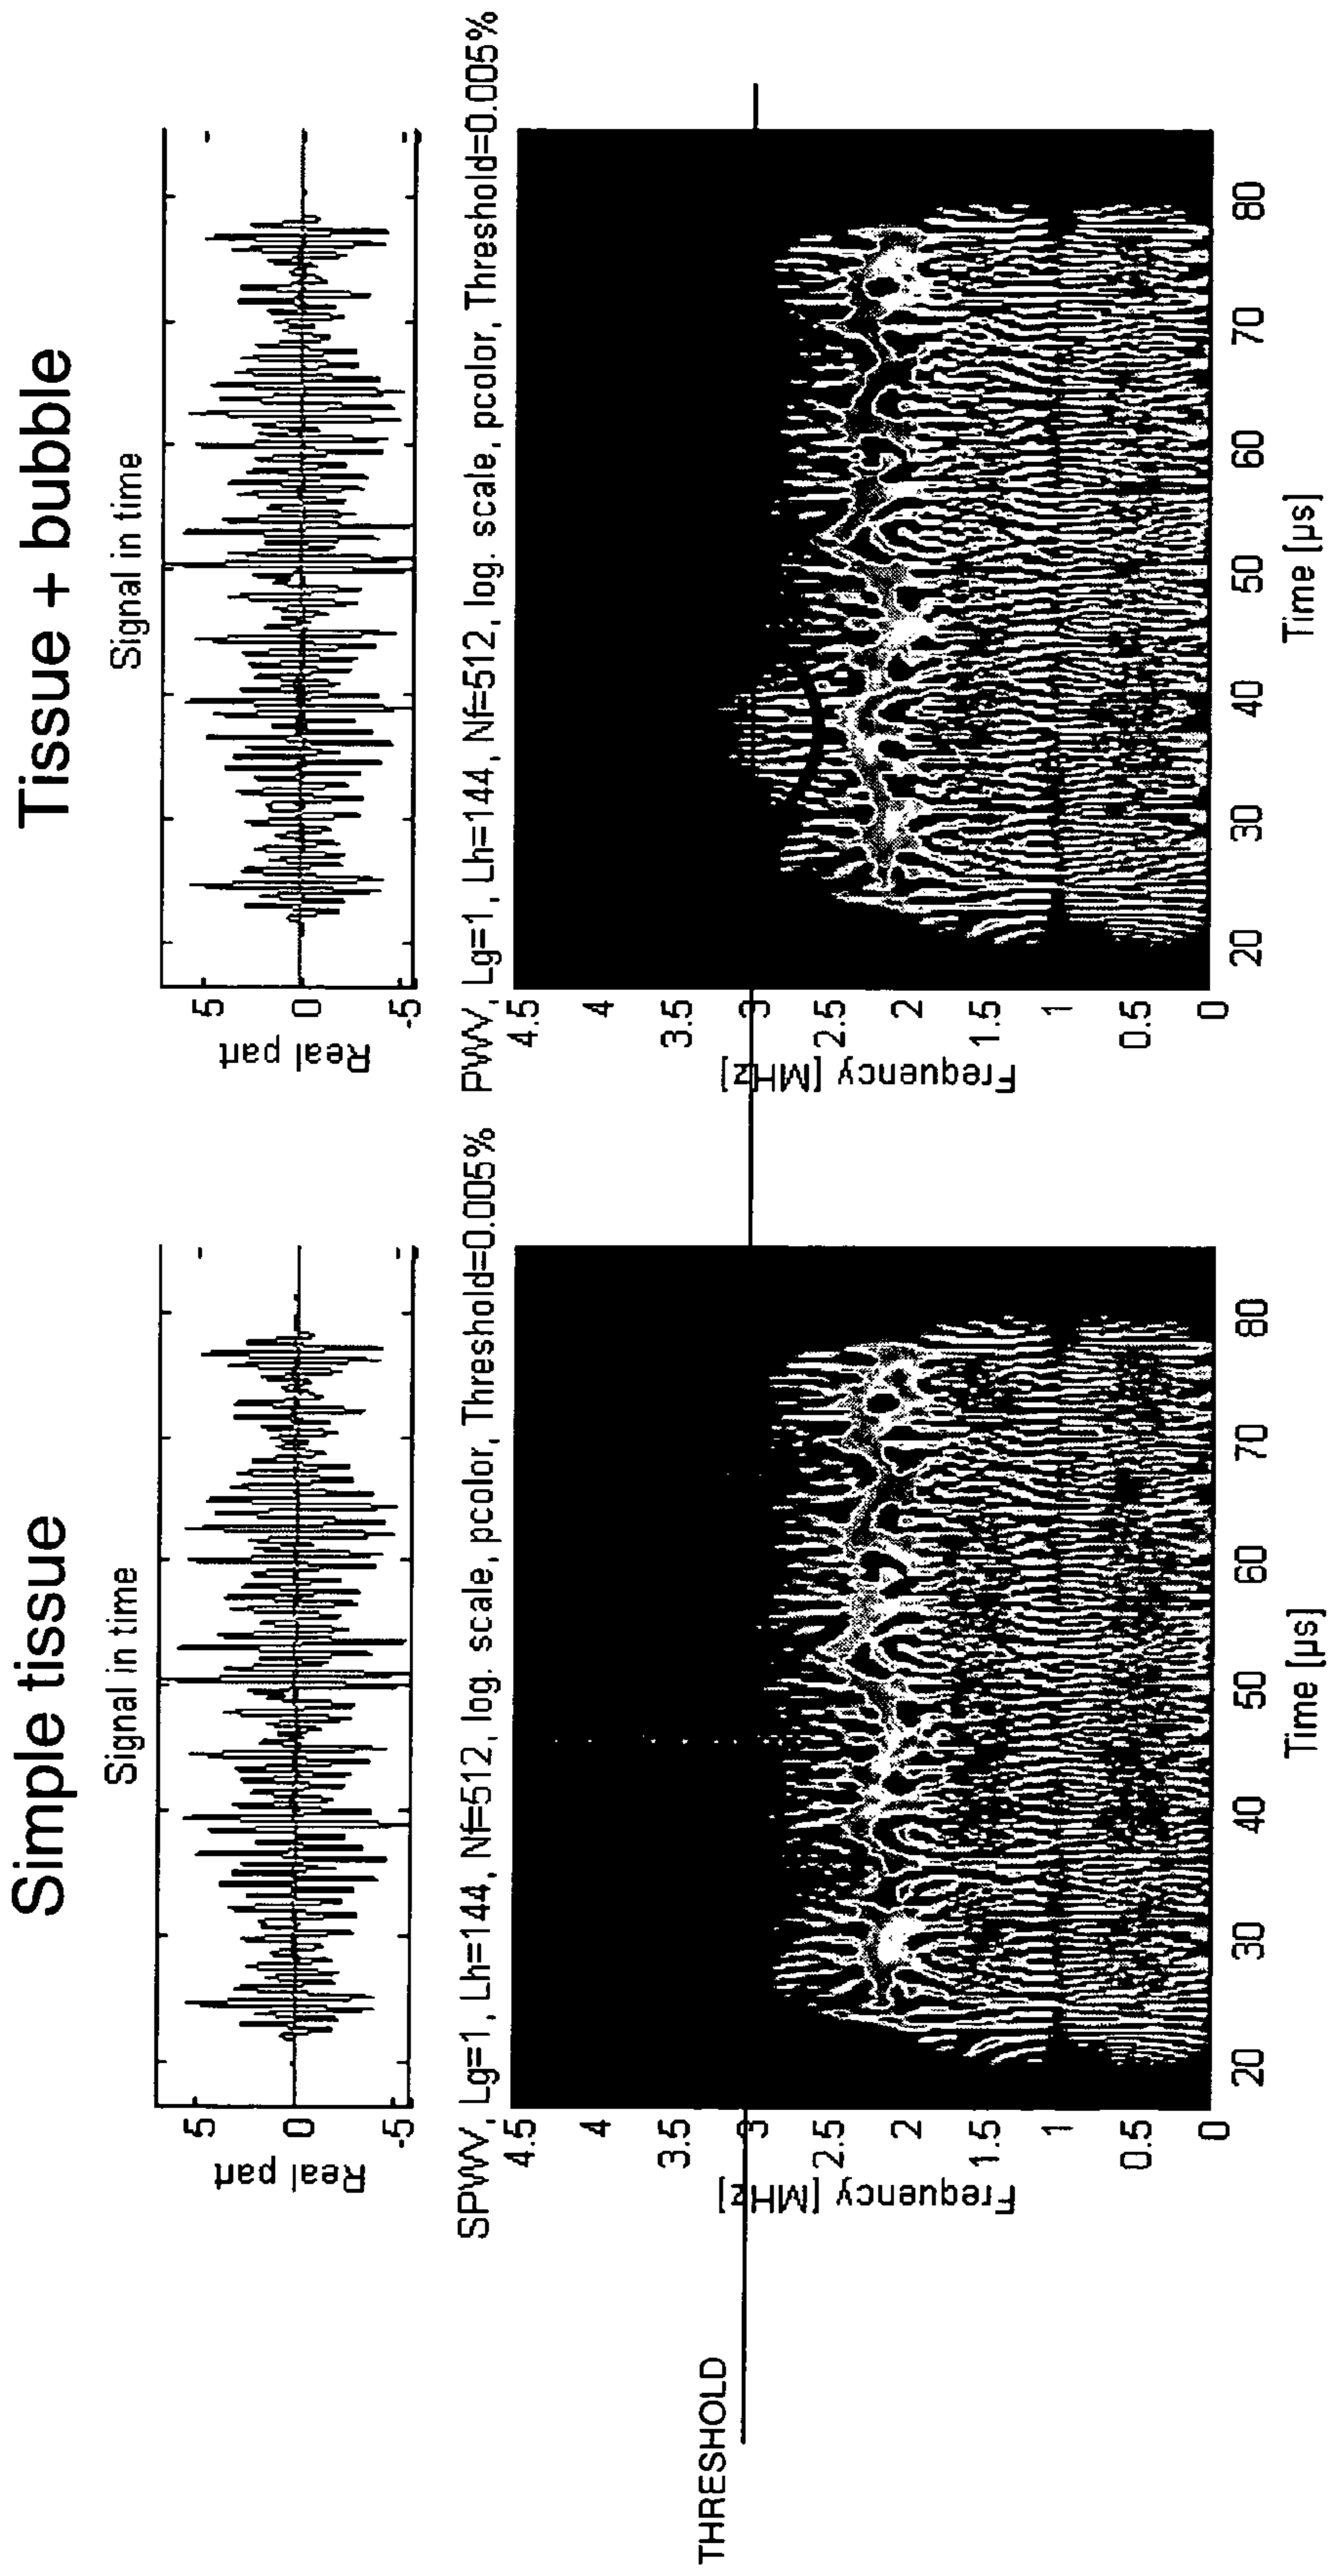 Simple tissue
Signal in time
Real part
5
0
-5
SPWV, Lg=1, Lh=144, Nf=512, log. scale, pcolor, Threshold=0.005%
Frequency [MHz]
4.5
4
3.5
3
2.5
2
1.5
1
0.5
0
20 30 40 50 60 70 80
Time [µs]
THRESHOLD
Tissue + bubble
Signal in time
Real part
5
0
-5
PWV, Lg=1, Lh=144, Nf=512, log. scale, pcolor, Threshold=0.005%
Frequency [MHz]
4.5
4
3.5
3
2.5
2
1.5
1
0.5
0
20 30 40 50 60 70 80
Time [µs]